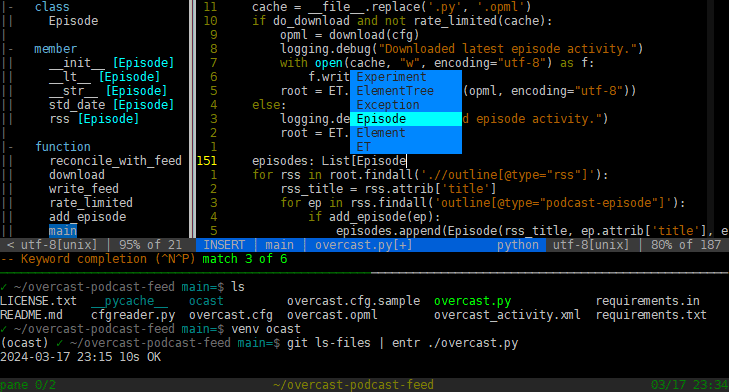 |-  class
||    Episode
|
|-  member
||    __init__ [Episode]
||    __lt__ [Episode]
||    __str__ [Episode]
||    std_date [Episode]
||    rss [Episode]
|
|-  function
||    reconcile_with_feed
||    download
||    write_feed
||    rate_limited
||    add_episode
||    main
11     cache = __file__.replace('.py', '.opml')
10     if do_download and not rate_limited(cache):
9         opml = download(cfg)
8         logging.debug("Downloaded latest episode activity.")
7         with open(cache, "w", encoding="utf-8") as f:
6             f.writ Experiment
5         root = ET. ElementTree (opml, encoding="utf-8"))
4     else: Exception
3         logging.de Episode d episode activity.")
2         root = ET. Element
1 ET
151     episodes: List[Episode
1     for rss in root.findall('.//outline[@type="rss"]'):
2         rss_title = rss.attrib['title']
3         for ep in rss.findall('outline[@type="podcast-episode"]'):
4             if add_episode(ep):
5                 episodes.append(Episode(rss_title, ep.attrib['title'], e
< utf-8[unix] | 95% of 21  INSERT | main | overcast.py[+]  python  utf-8[unix] | 80% of 187
-- Keyword completion (^N^P) match 3 of 6
✓ ~/overcast-podcast-feed main=$ ls
LICENSE.txt  __pycache__  ocast  overcast.cfg.sample  overcast.py  requirements.in
README.md  cfgreader.py  overcast.cfg  overcast.opml  overcast_activity.xml  requirements.txt
✓ ~/overcast-podcast-feed main=$ venv ocast
(ocast) ✓ ~/overcast-podcast-feed main=$ git ls-files | entr ./overcast.py
2024-03-17 23:15 10s OK
pane 0/2  ~/overcast-podcast-feed  03/17 23:34